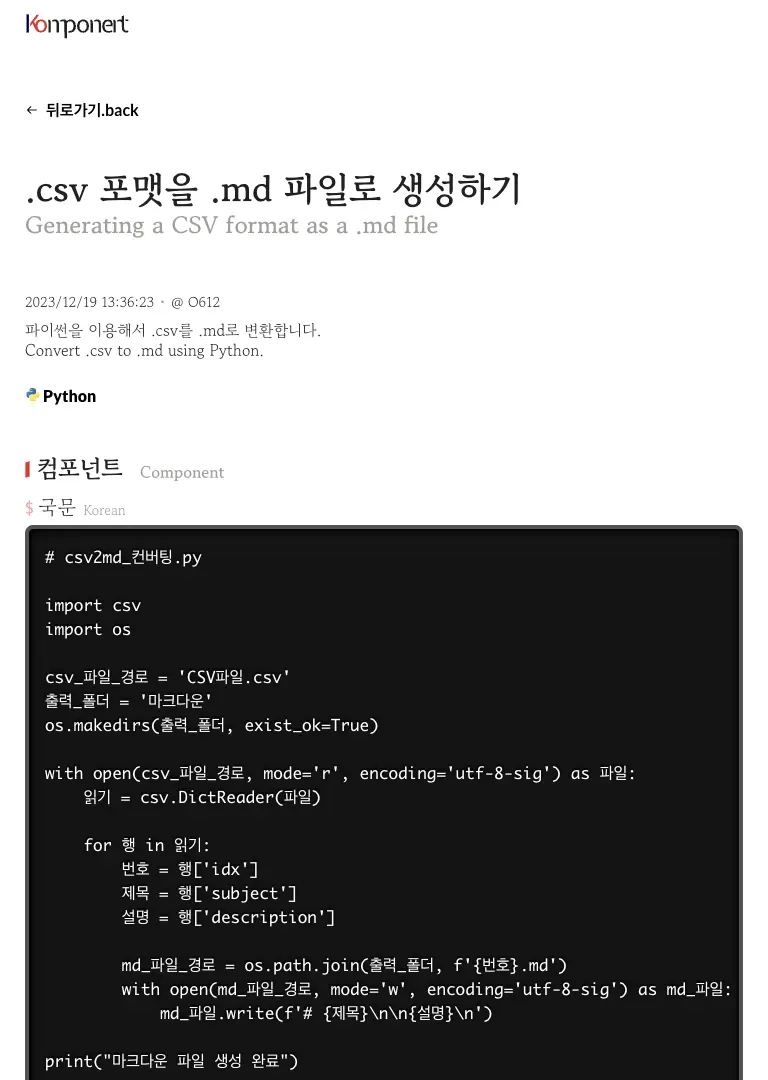 Komponent
← 뒤로가기.back
.csv 포맷을 .md 파일로 생성하기
Generating a CSV format as a .md file
2023/12/19 13:36:23 · @ O612
파이썬을 이용해서 .csv를 .md로 변환합니다.
Convert .csv to .md using Python.
Python
컴포넌트 Component
$ 국문 Korean
# csv2md_컨버팅.py
import csv
import os
csv_파일_경로 = 'CSV파일.csv'
출력_폴더 = '마크다운'
os.makedirs(출력_폴더, exist_ok=True)
with open(csv_파일_경로, mode='r', encoding='utf-8-sig') as 파일:
    읽기 = csv.DictReader(파일)
    for 행 in 읽기:
        번호 = 행['idx']
        제목 = 행['subject']
        설명 = 행['description']
        md_파일_경로 = os.path.join(출력_폴더, f'{번호}.md')
        with open(md_파일_경로, mode='w', encoding='utf-8-sig') as md_파일:
            md_파일.write(f'# {제목}\n\n{설명}\n')
print("마크다운 파일 생성 완료")